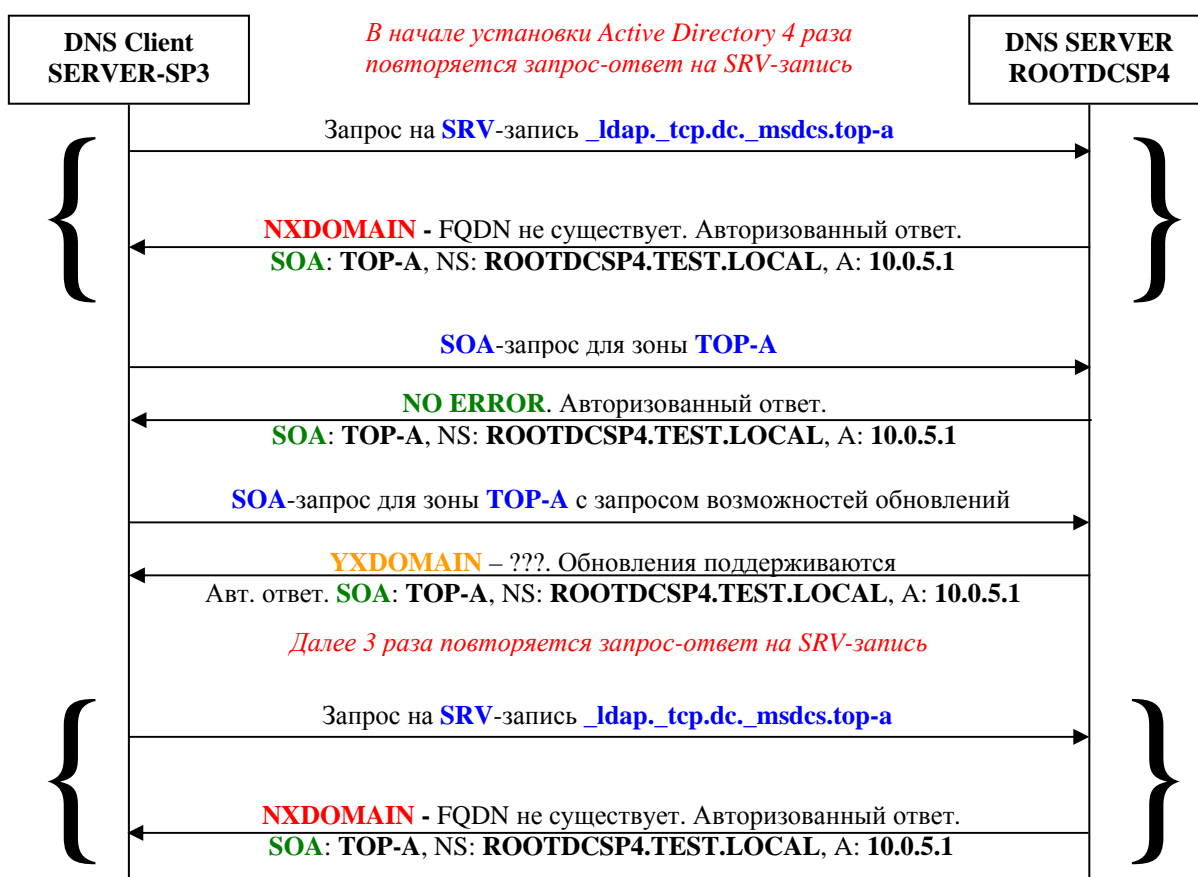 DNS Client
SERVER-SP3
В начале установки Active Directory 4 раза
повторяется запрос-ответ на SRV-запись
DNS SERVER
ROOTDCSP4
Запрос на SRV-запись _ldap._tcp.dc._msdcs.top-a
NXDOMAIN - FQDN не существует. Авторизованный ответ.
SOA: TOP-A, NS: ROOTDCSP4.TEST.LOCAL, A: 10.0.5.1
SOA-запрос для зоны TOP-A
NO ERROR. Авторизованный ответ.
SOA: TOP-A, NS: ROOTDCSP4.TEST.LOCAL, A: 10.0.5.1
SOA-запрос для зоны TOP-A с запросом возможностей обновлений
YXDOMAIN – ???. Обновления поддерживаются
Авт. ответ. SOA: TOP-A, NS: ROOTDCSP4.TEST.LOCAL, A: 10.0.5.1
Далее 3 раза повторяется запрос-ответ на SRV-запись
Запрос на SRV-запись _ldap._tcp.dc._msdcs.top-a
NXDOMAIN - FQDN не существует. Авторизованный ответ.
SOA: TOP-A, NS: ROOTDCSP4.TEST.LOCAL, A: 10.0.5.1